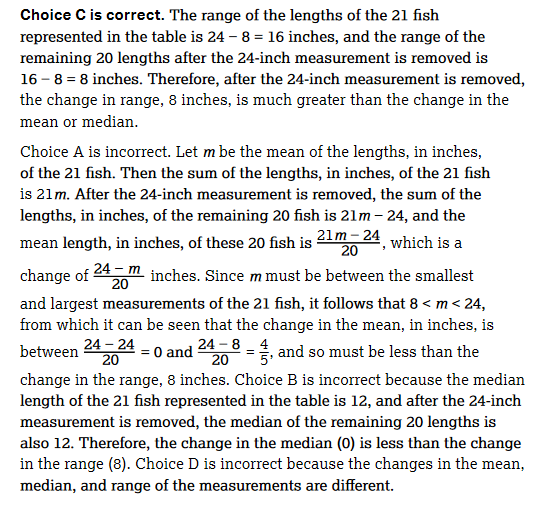 Choice C is correct. The range of the lengths of the 21 fish
represented in the table is 24 – 8 = 16 inches, and the range of the
remaining 20 lengths after the 24-inch measurement is removed is
16 – 8 = 8 inches. Therefore, after the 24-inch measurement is removed,
the change in range, 8 inches, is much greater than the change in the
mean or median.
Choice A is incorrect. Let m be the mean of the lengths, in inches,
of the 21 fish. Then the sum of the lengths, in inches, of the 21 fish
is 21m. After the 24-inch measurement is removed, the sum of the
lengths, in inches, of the remaining 20 fish is 21m – 24, and the
mean length, in inches, of these 20 fish is (21m – 24)/20, which is a
change of (24 – m)/20 inches. Since m must be between the smallest
and largest measurements of the 21 fish, it follows that 8 < m < 24,
from which it can be seen that the change in the mean, in inches, is
between (24 – 24)/20 = 0 and (24 – 8)/20 = 4/5, and so must be less than the
change in the range, 8 inches. Choice B is incorrect because the median
length of the 21 fish represented in the table is 12, and after the 24-inch
measurement is removed, the median of the remaining 20 lengths is
also 12. Therefore, the change in the median (0) is less than the change
in the range (8). Choice D is incorrect because the changes in the mean,
median, and range of the measurements are different.